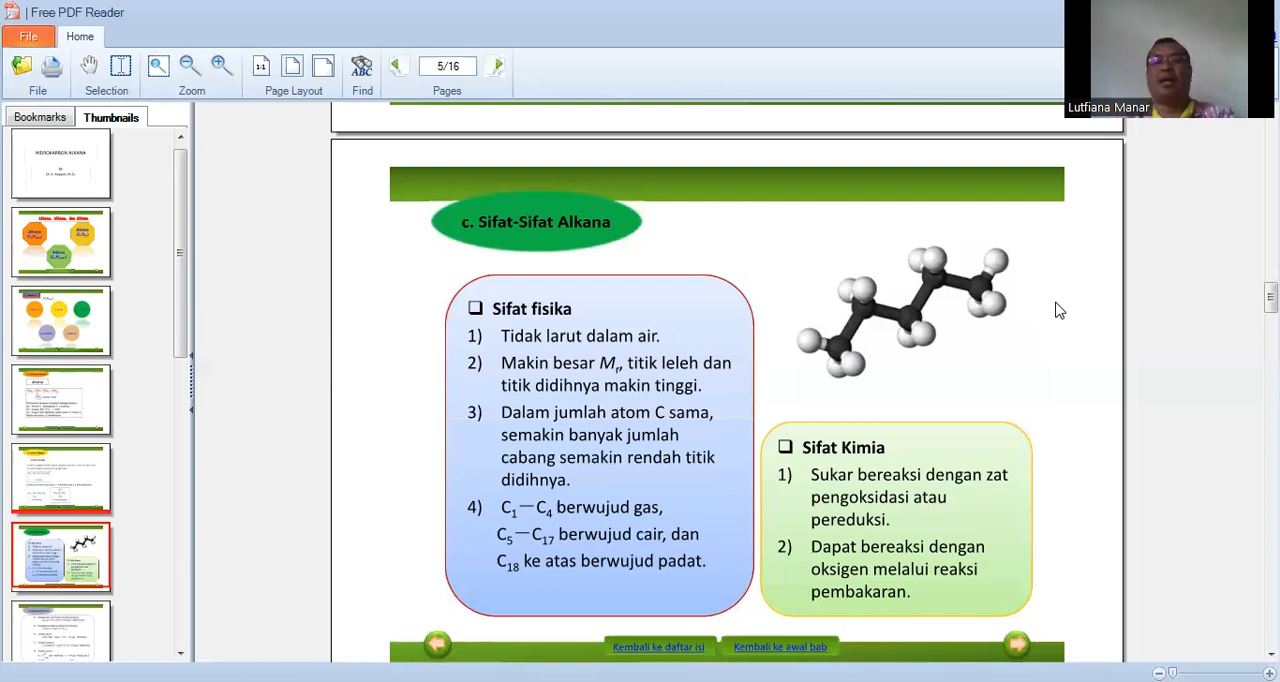 | Free PDF Reader
File
Home
File
Selection
Zoom
1:1
Page Layout
ABC
Find
5/16
Pages
Lutfiana Manar
Bookmarks
Thumbnails
HIDROKARBON ALKANA
c. Sifat-Sifat Alkana
❑ Sifat fisika
1) Tidak larut dalam air.
2) Makin besar Mr, titik leleh dan
titik didihnya makin tinggi.
3) Dalam jumlah atom C sama,
semakin banyak jumlah
cabang semakin rendah titik
didihnya.
4) C1—C4 berwujud gas,
C5—C17 berwujud cair, dan
C18 ke atas berwujud padat.
❑ Sifat Kimia
1) Sukar bereaksi dengan zat
pengoksidasi atau
pereduksi.
2) Dapat bereaksi dengan
oksigen melalui reaksi
pembakaran.
Kembali ke daftar isi
Kembali ke awal bab